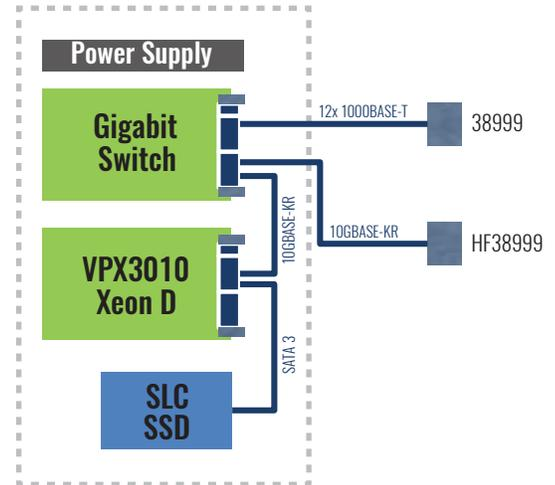 Power Supply
Gigabit
Switch
12x 1000BASE-T
38999
10GBASE-KR
10GBASE-KR
HF38999
VPX3010
Xeon D
SATA 3
SLC
SSD